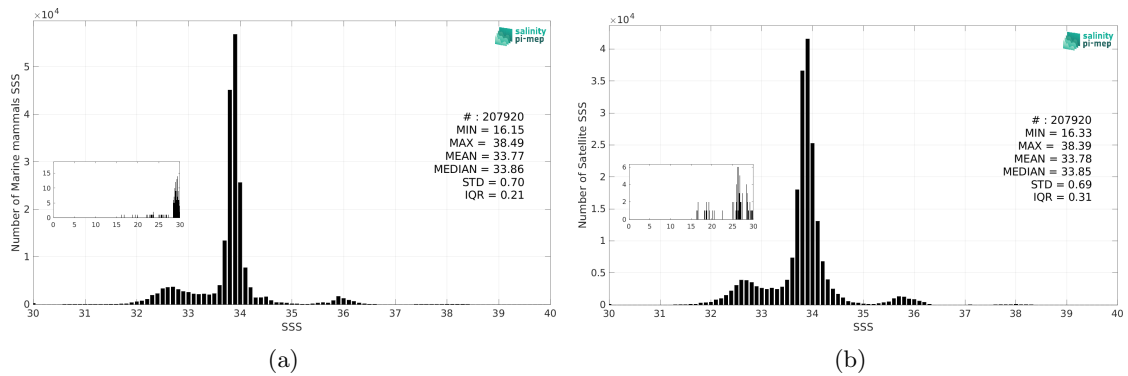 ×10⁴
Number of Marine mammals SSS
5
4
3
2
1
0
salinity
pi-mep
# : 207920
MIN = 16.15
MAX = 38.49
MEAN = 33.77
MEDIAN = 33.86
STD = 0.70
IQR = 0.21
15
10
5
0
0 5 10 15 20 25 30
30 31 32 33 34 35 36 37 38 39 40
SSS
(a)
×10⁴
Number of Satellite SSS
4
3.5
3
2.5
2
1.5
1
0.5
0
salinity
pi-mep
# : 207920
MIN = 16.33
MAX = 38.39
MEAN = 33.78
MEDIAN = 33.85
STD = 0.69
IQR = 0.31
6
4
2
0
0 5 10 15 20 25 30
30 31 32 33 34 35 36 37 38 39 40
SSS
(b)